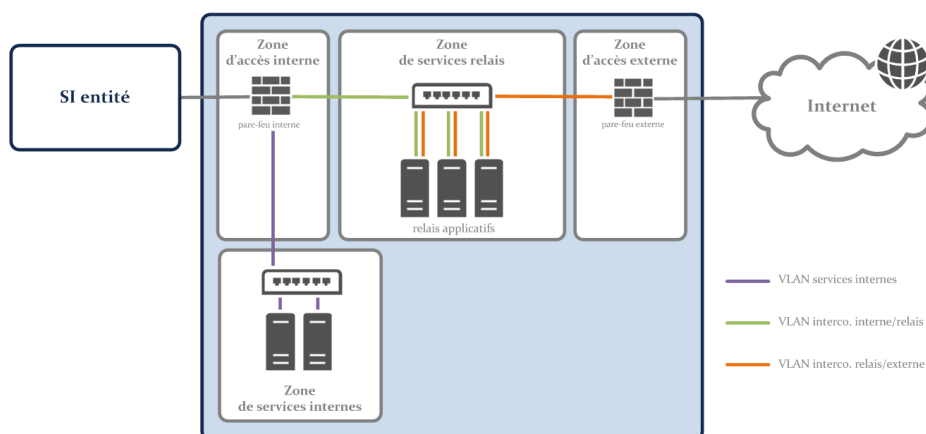 SI entité
Zone
d'accès interne
pare-feu interne
Zone
de services relais
relais applicatifs
Zone
d'accès externe
pare-feu externe
Internet
Zone
de services internes
VLAN services internes
VLAN interco. interne/relais
VLAN interco. relais/externe